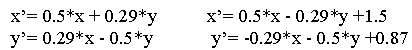 x’= 0.5*x + 0.29*y x’= 0.5*x - 0.29*y +1.5
y’= 0.29*x - 0.5*y y’= -0.29*x - 0.5*y +0.87